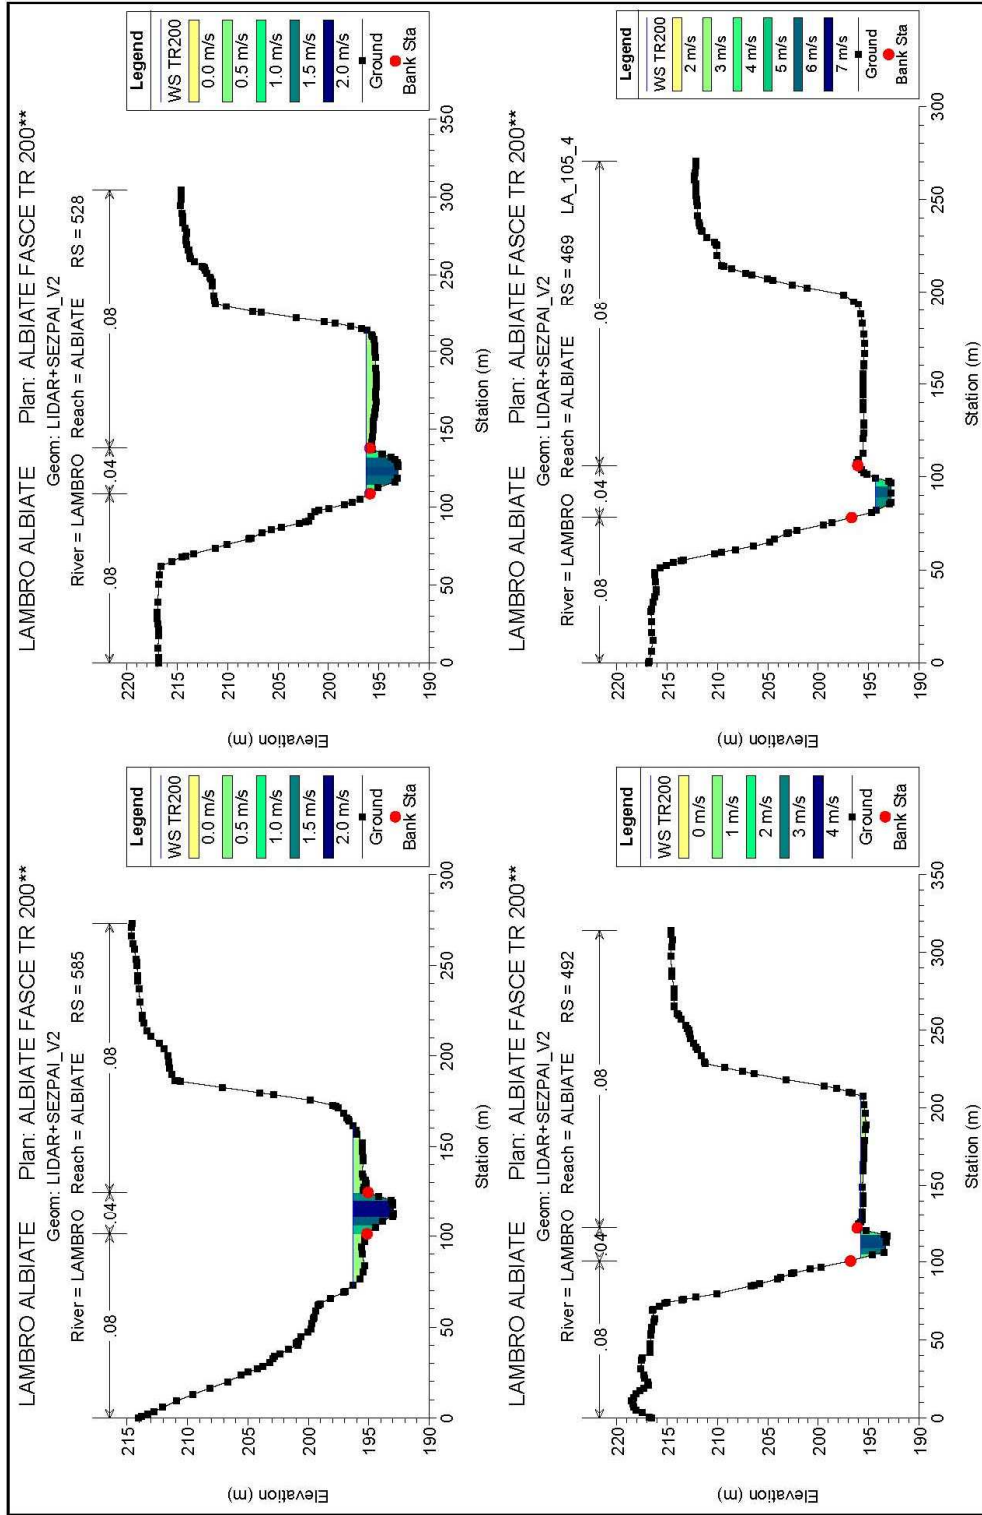 LAMBRO ALBIATE Plan: ALBIATE FASCE TR 200**
Geom: LIDAR+SEZPAI_V2
River = LAMBRO Reach = ALBIATE RS = 585
.08
.04
.08
Elevation (m)
215
210
205
200
195
190
0
50
100
150
200
250
300
Station (m)
Legend
WS TR200
0.0 m/s
0.5 m/s
1.0 m/s
1.5 m/s
2.0 m/s
Ground
Bank Sta
LAMBRO ALBIATE Plan: ALBIATE FASCE TR 200**
Geom: LIDAR+SEZPAI_V2
River = LAMBRO Reach = ALBIATE RS = 528
.08
.04
.08
Elevation (m)
220
215
210
205
200
195
190
0
50
100
150
200
250
300
350
Station (m)
Legend
WS TR200
0.0 m/s
0.5 m/s
1.0 m/s
1.5 m/s
2.0 m/s
Ground
Bank Sta
LAMBRO ALBIATE Plan: ALBIATE FASCE TR 200**
Geom: LIDAR+SEZPAI_V2
River = LAMBRO Reach = ALBIATE RS = 492
.08
.04
.08
Elevation (m)
220
215
210
205
200
195
190
0
50
100
150
200
250
300
350
Station (m)
Legend
WS TR200
0 m/s
1 m/s
2 m/s
3 m/s
4 m/s
Ground
Bank Sta
LAMBRO ALBIATE Plan: ALBIATE FASCE TR 200**
Geom: LIDAR+SEZPAI_V2
River = LAMBRO Reach = ALBIATE RS = 469 LA_105_4
.08
.04
.08
Elevation (m)
220
215
210
205
200
195
190
0
50
100
150
200
250
300
Station (m)
Legend
WS TR200
2 m/s
3 m/s
4 m/s
5 m/s
6 m/s
7 m/s
Ground
Bank Sta